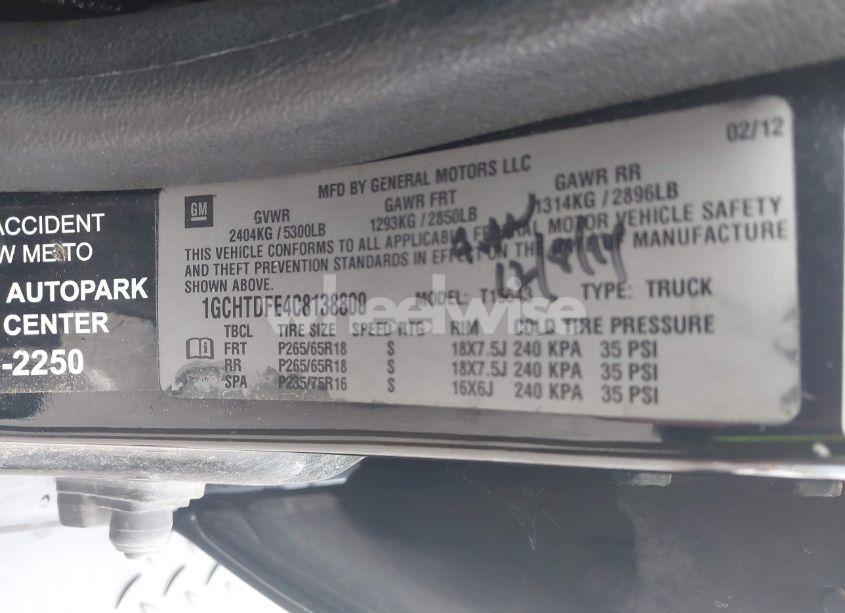 02/12
MFD BY GENERAL MOTORS LLC
GM
GVWR GAWR FRT GAWR RR
2404KG / 5300LB 1293KG / 2850LB 1314KG / 2896LB
THIS VEHICLE CONFORMS TO ALL APPLICABLE FEDERAL MOTOR VEHICLE SAFETY
AND THEFT PREVENTION STANDARDS IN EFFECT ON THE DATE OF MANUFACTURE
SHOWN ABOVE.
1GCHTDFE4C8138800 MODEL: TYPE: TRUCK
TBCL TIRE SIZE SPEED RTG RIM COLD TIRE PRESSURE
FRT P265/65R18 S 18X7.5J 240 KPA 35 PSI
RR P265/65R18 S 18X7.5J 240 KPA 35 PSI
SPA P235/75R16 S 16X6J 240 KPA 35 PSI
ACCIDENT
W ME TO
AUTOPARK
CENTER
-2250
wheelwise